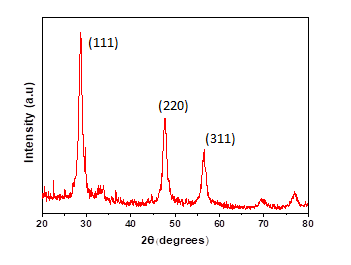 (111)
(220)
(311)
Intensity (a.u)
20 30 40 50 60 70 80
2θ (degrees)